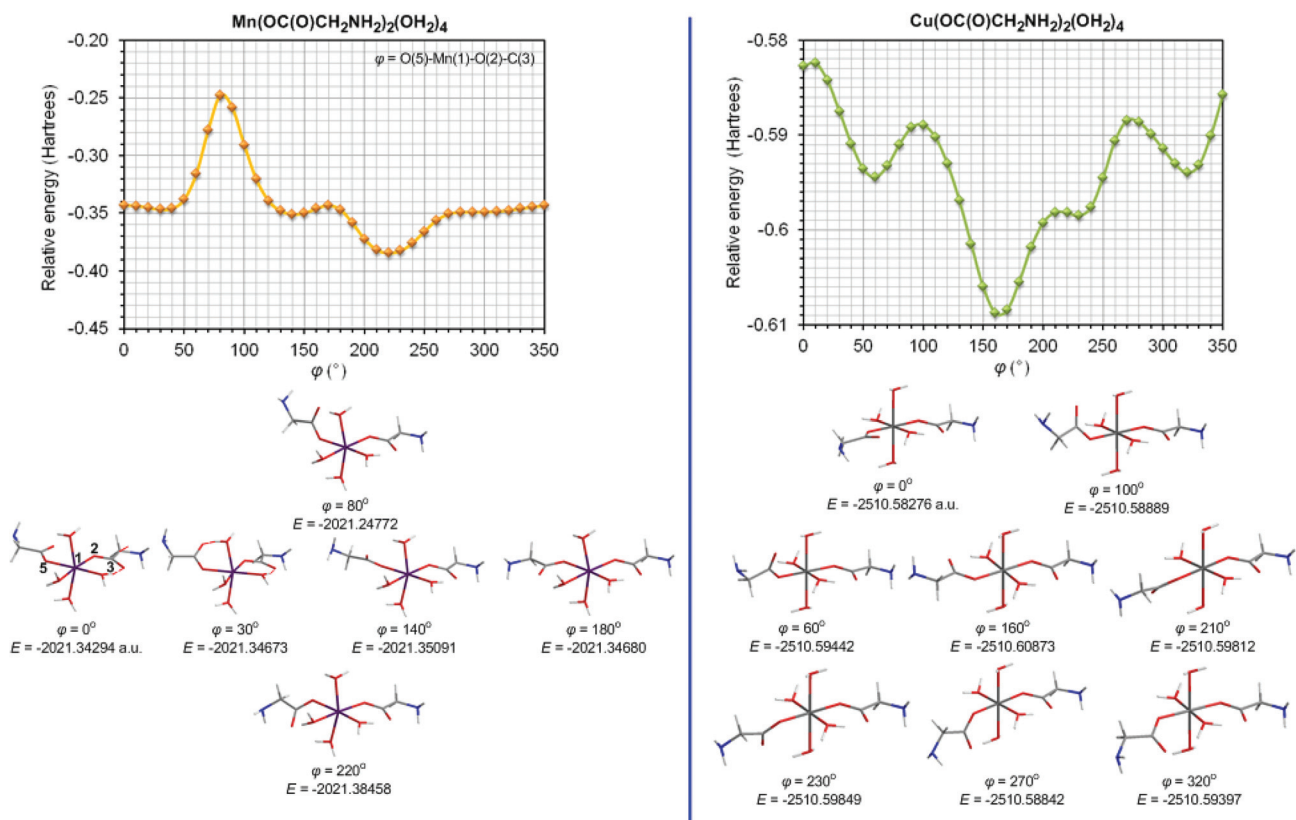 Mn(OC(O)CH2NH2)2(OH2)4
φ = O(5)-Mn(1)-O(2)-C(3)
Relative energy (Hartrees)
-0.20
-0.25
-0.30
-0.35
-0.40
-0.45
0 50 100 150 200 250 300 350
φ (°)
φ = 80°
E = -2021.24772
1
2
3
5
φ = 0°
E = -2021.34294 a.u.
φ = 30°
E = -2021.34673
φ = 140°
E = -2021.35091
φ = 180°
E = -2021.34680
φ = 220°
E = -2021.38458
Cu(OC(O)CH2NH2)2(OH2)4
Relative energy (Hartrees)
-0.58
-0.59
-0.6
-0.61
0 50 100 150 200 250 300 350
φ (°)
φ = 0°
E = -2510.58276 a.u.
φ = 100°
E = -2510.58889
φ = 60°
E = -2510.59442
φ = 160°
E = -2510.60873
φ = 210°
E = -2510.59812
φ = 230°
E = -2510.59849
φ = 270°
E = -2510.58842
φ = 320°
E = -2510.59397